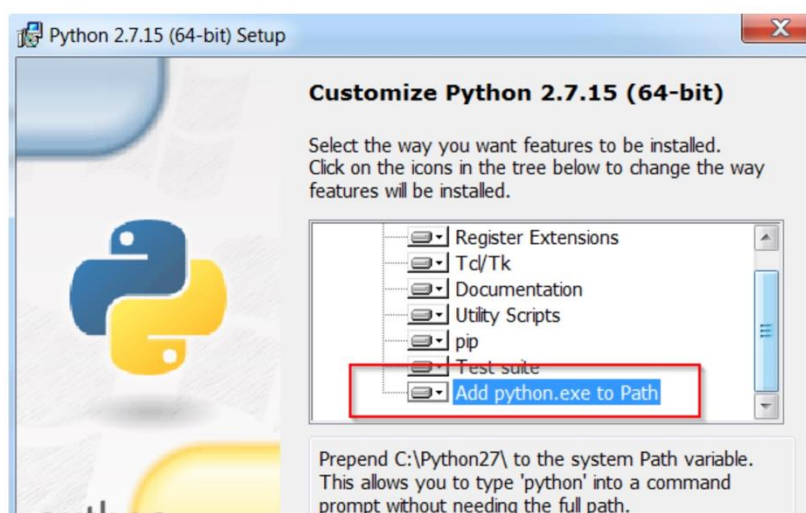 Python 2.7.15 (64-bit) Setup
Customize Python 2.7.15 (64-bit)
Select the way you want features to be installed.
Click on the icons in the tree below to change the way
features will be installed.
Register Extensions
Tcl/Tk
Documentation
Utility Scripts
pip
Test suite
Add python.exe to Path
Prepend C:\Python27\ to the system Path variable.
This allows you to type 'python' into a command
prompt without needing the full path.